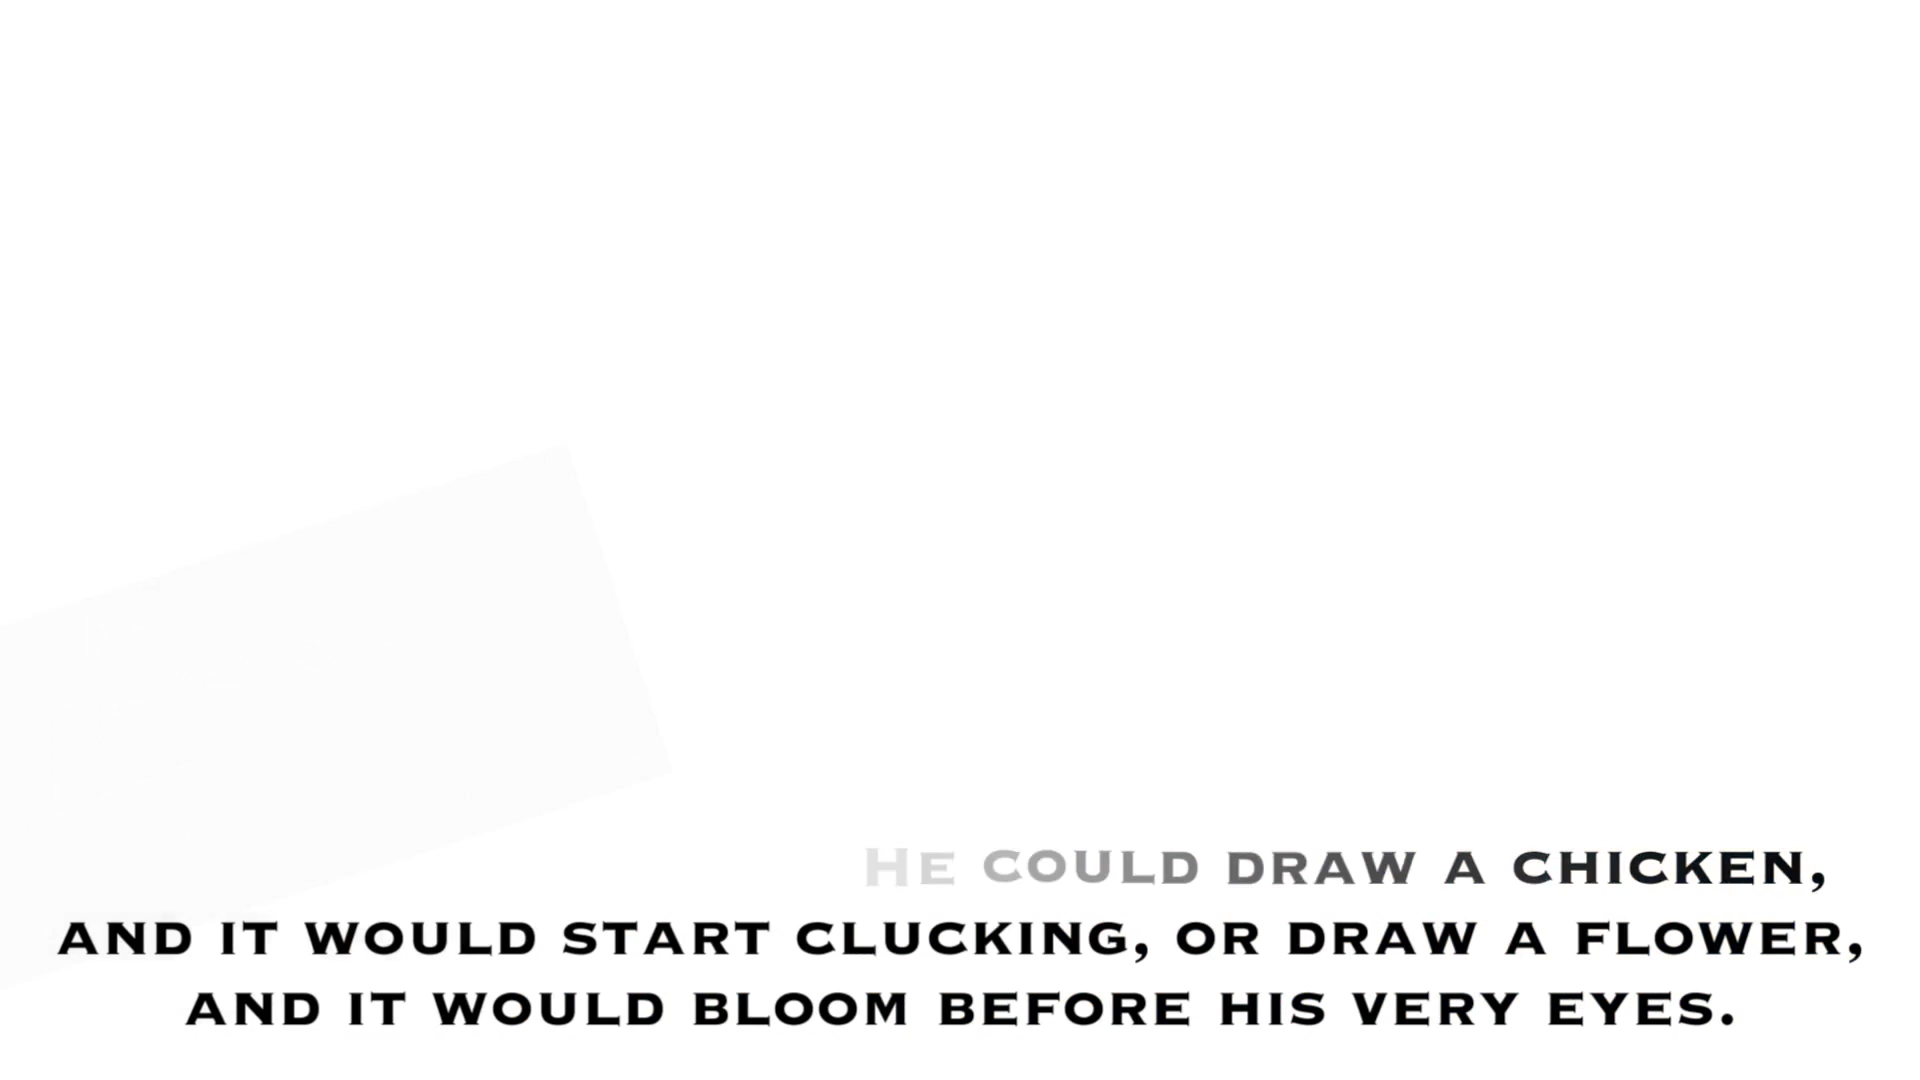 He could draw a chicken,
and it would start clucking, or draw a flower,
and it would bloom before his very eyes.